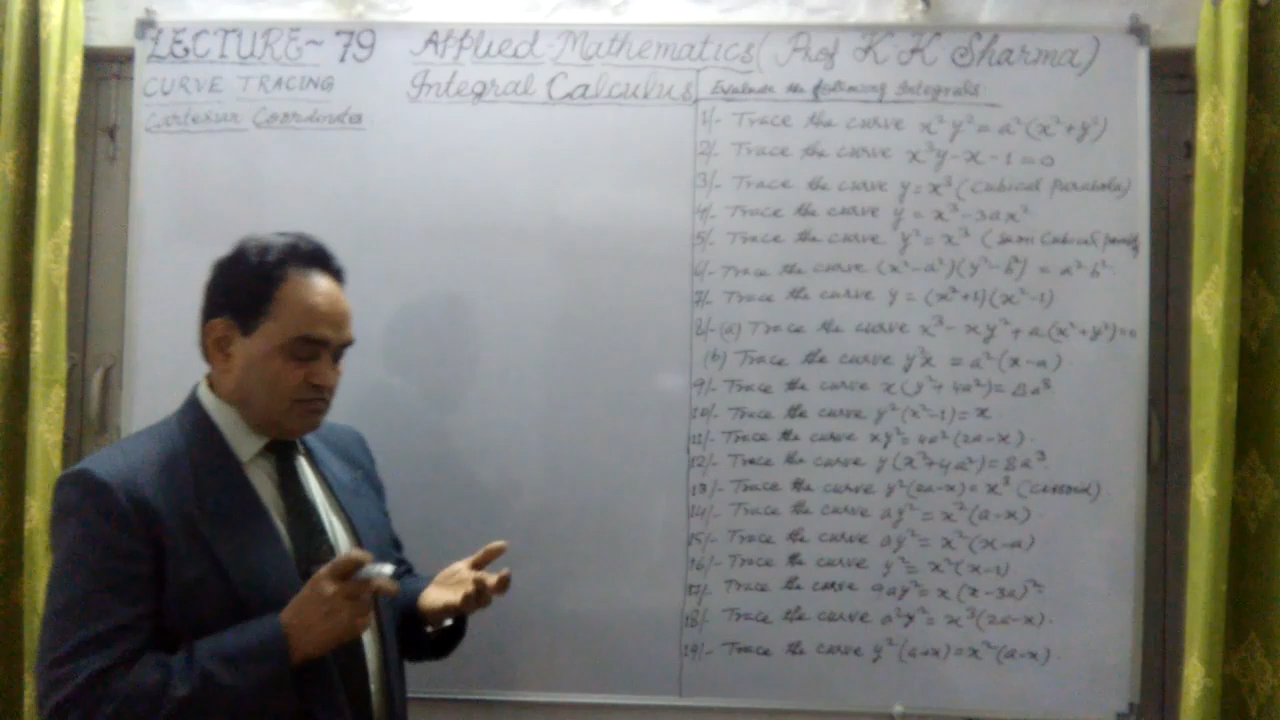 LECTURE~79 Applied-Mathematics( Prof K K Sharma)
CURVE TRACING
Cartesian Coordinates
Integral Calculus
Evaluate the following Integrals
1/- Trace the curve x²y² = a²(x²+y²)
2/- Trace the curve x³y-x-1=0
3/- Trace the curve y=x³ (cubical parabola)
4/- Trace the curve y = x³-3ax²
5/- Trace the curve y² = x³ (semi cubical
6/- Trace the curve (x²-a²)(y²-b²) = a²b²
7/- Trace the curve y = (x²+1)(x²-1)
8/-(a) Trace the curve x³-xy²+a(x²+y²)=0
(b) Trace the curve y²x = a²(x-a)
9/- Trace the curve x(y²+4a²)=8a³
10/- Trace the curve y²(x²-1)=x
11/- Trace the curve xy²=4a²(2a-x).
12/- Trace the curve y(x²+4a²)=8a³.
13/- Trace the curve y²(2a-x)=x³ (cissoid).
14/- Trace the curve ay²= x²(a-x)
15/- Trace the curve ay²= x²(x-a)
16/- Trace the curve y²= x²(x-1)
17/- Trace the curve 9ay²=x(x-3a)²
18/- Trace the curve a²y²= x³(2a-x).
19/- Trace the curve y²(a+x)=x²(a-x).